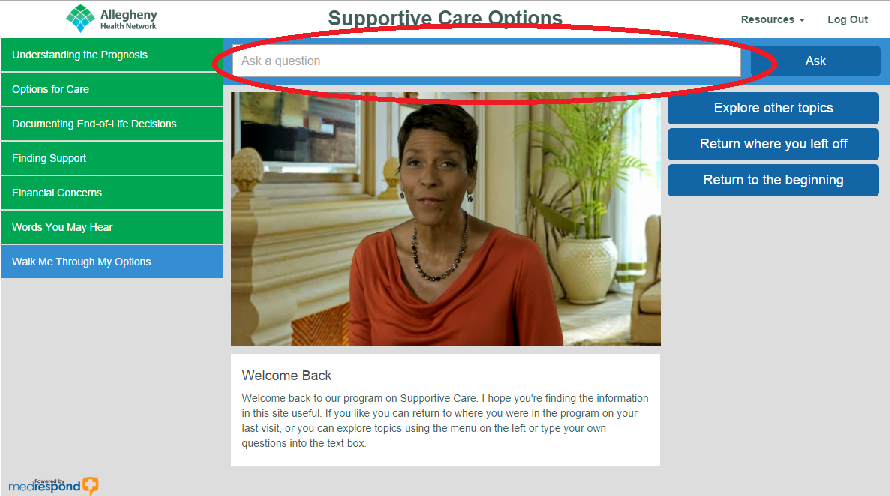 Allegheny
Health Network
Supportive Care Options
Resources
Log Out
Understanding the Prognosis
Options for Care
Documenting End-of-Life Decisions
Finding Support
Financial Concerns
Words You May Hear
Walk Me Through My Options
Ask a question
Ask
Explore other topics
Return where you left off
Return to the beginning
Welcome Back
Welcome back to our program on Supportive Care. I hope you're finding the information
in this site useful. If you like you can return to where you were in the program on your
last visit, or you can explore topics using the menu on the left or type your own
questions into the text box.
Powered by
medrespond